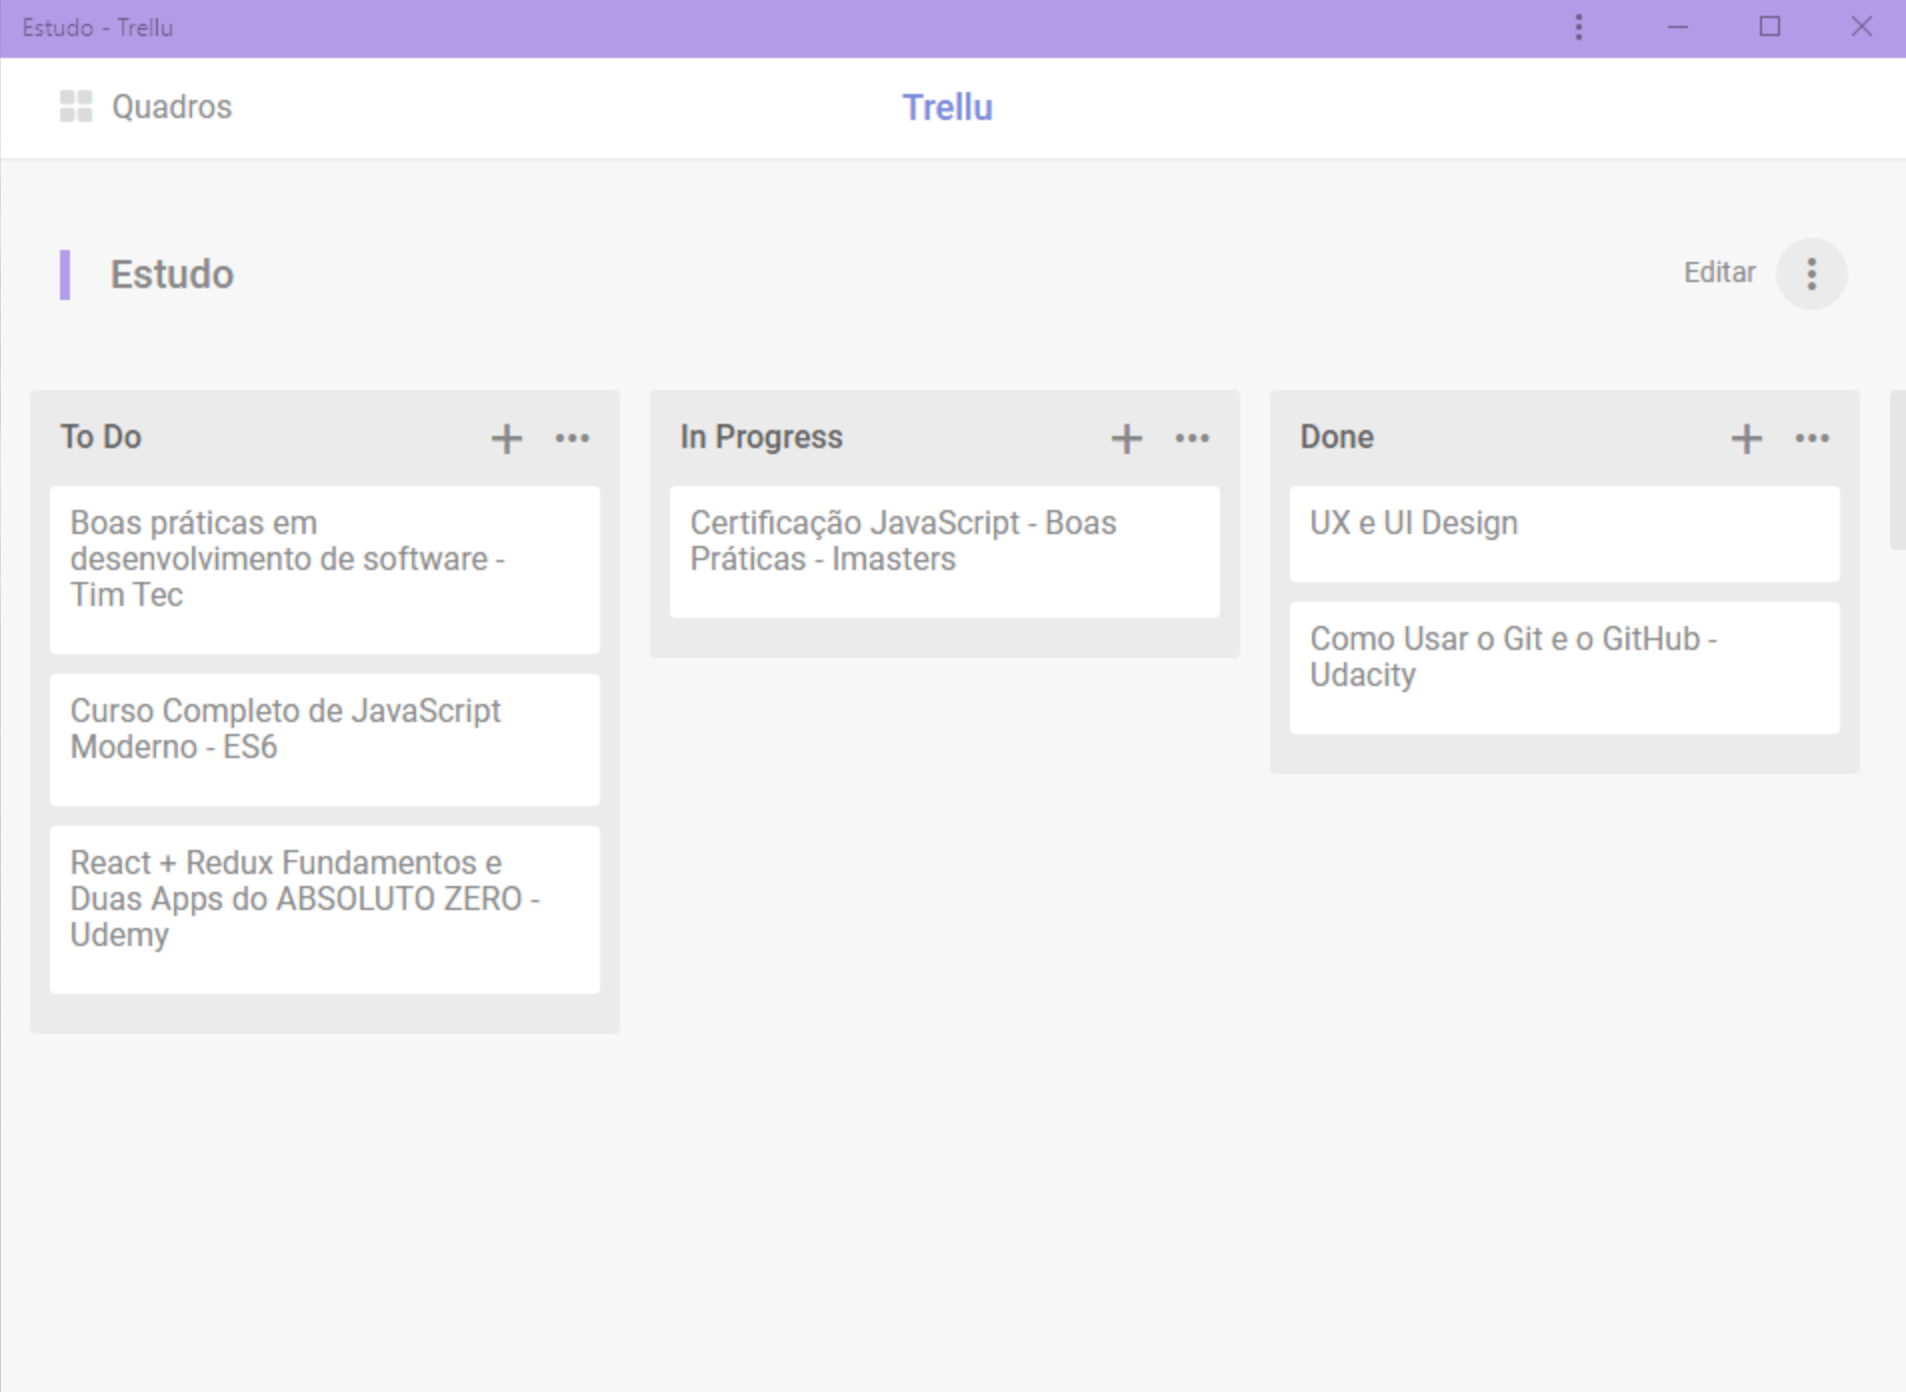 Estudo - Trellu
Quadros
Trellu
Estudo
Editar
To Do
Boas práticas em
desenvolvimento de software -
Tim Tec
Curso Completo de JavaScript
Moderno - ES6
React + Redux Fundamentos e
Duas Apps do ABSOLUTO ZERO -
Udemy
In Progress
Certificação JavaScript - Boas
Práticas - Imasters
Done
UX e UI Design
Como Usar o Git e o GitHub -
Udacity